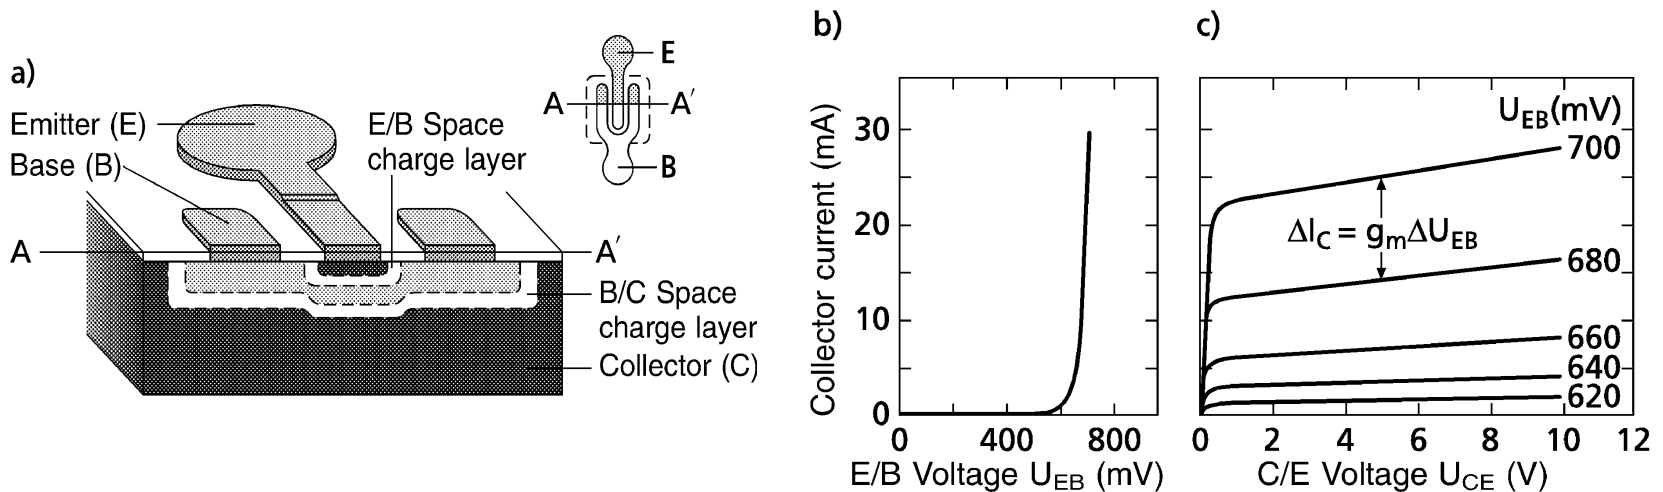 a)
Emitter (E)
Base (B)
E/B Space
charge layer
E
A
A′
B
A
A′
B/C Space
charge layer
Collector (C)
b)
Collector current (mA)
30
20
10
0
0
400
800
E/B Voltage U_EB (mV)
c)
U_EB(mV)
700
ΔI_C = g_mΔU_EB
680
660
640
620
0
2
4
6
8
10
12
C/E Voltage U_CE (V)